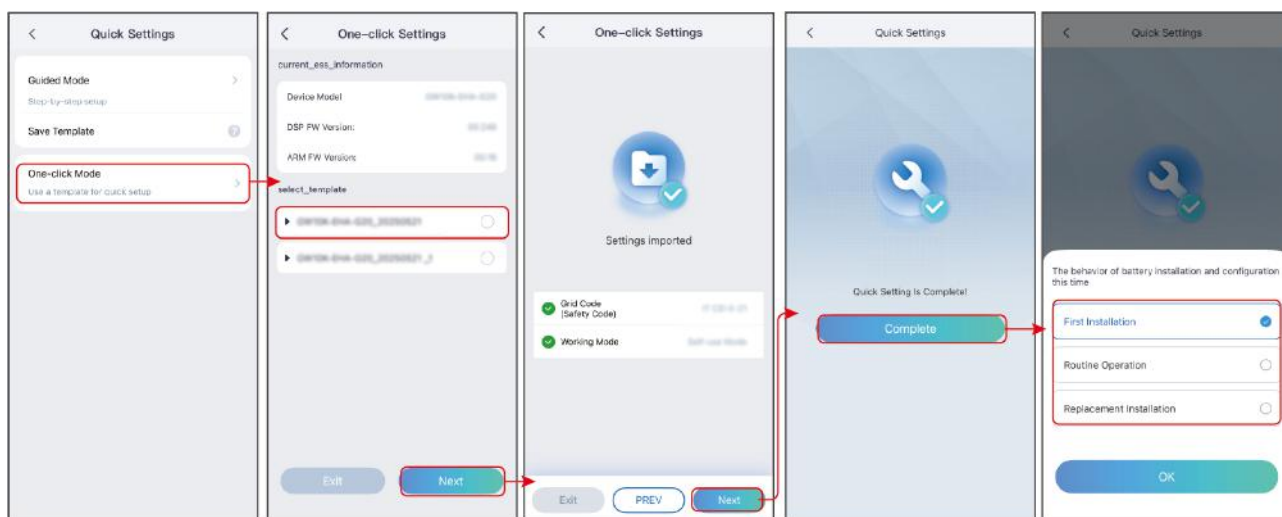 Quick Settings
Guided Mode
Step-by-step setup
Save Template
One-click Mode
Use a template for quick setup
One-click Settings
current_ess_information
Device Model
DSP FW Version:
ARM FW Version:
select_template
Exit
Next
One-click Settings
Settings imported
Grid Code
(Safety Code)
Working Mode
Exit
PREV
Next
Quick Settings
Quick Setting Is Complete!
Complete
Quick Settings
The behavior of battery installation and configuration
this time
First Installation
Routine Operation
Replacement Installation
OK